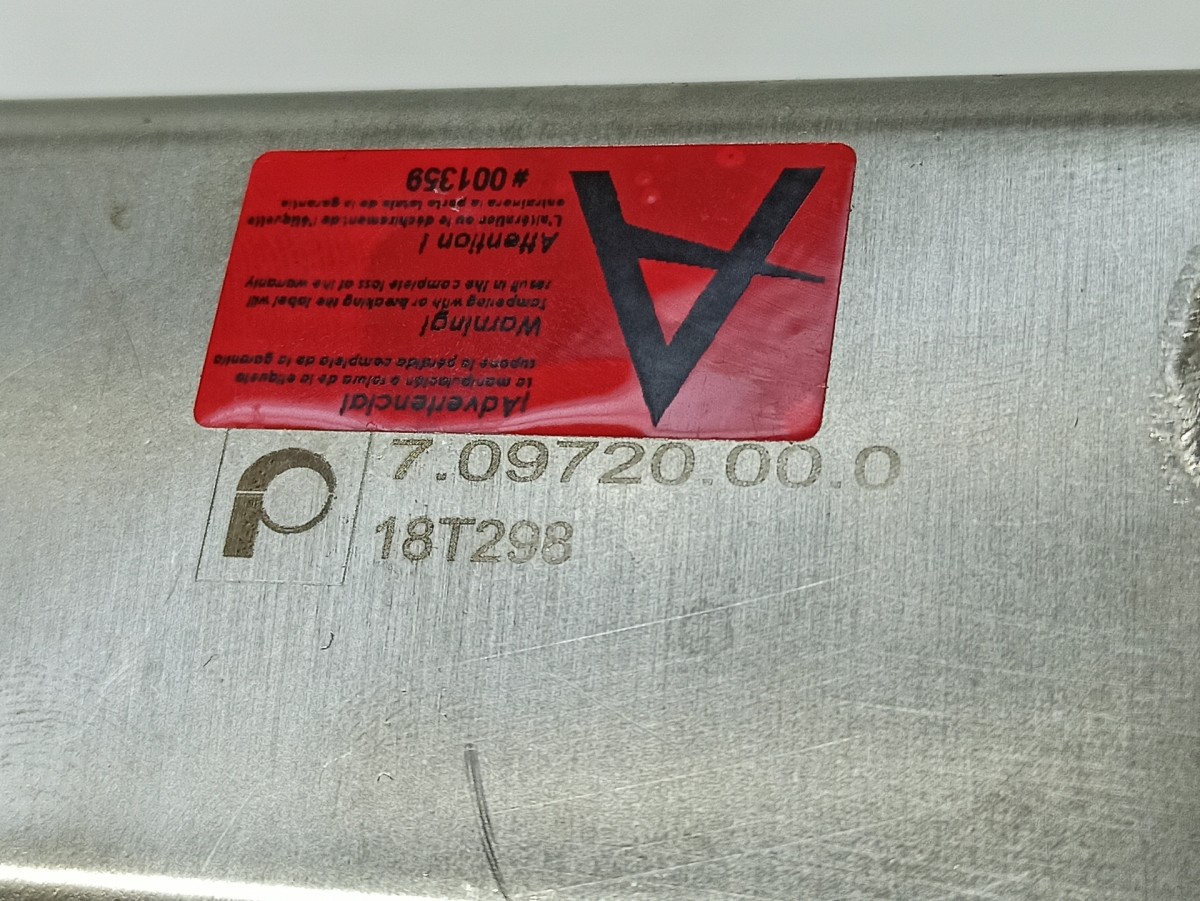 ¡Advertencia!
La manipulación o rotura de la etiqueta
supone la pérdida completa de la garantía
Warning!
Tampering with or breaking the label will
result in the complete loss of the warranty
Attention !
L'altération ou le déchirement de l'étiquette
entraînera la perte totale de la garantie
# 001359
A
7.09720.00.0
18T298